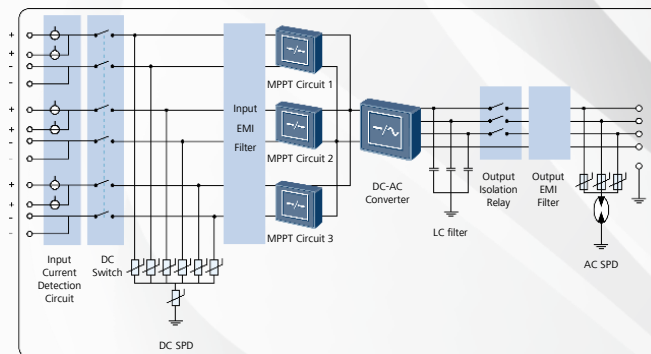 +
+
-
-
+
+
-
-
+
+
-
-
Input
Current
Detection
Circuit
DC
Switch
DC SPD
Input
EMI
Filter
MPPT Circuit 1
MPPT Circuit 2
MPPT Circuit 3
DC-AC
Converter
LC filter
Output
Isolation
Relay
Output
EMI
Filter
AC SPD